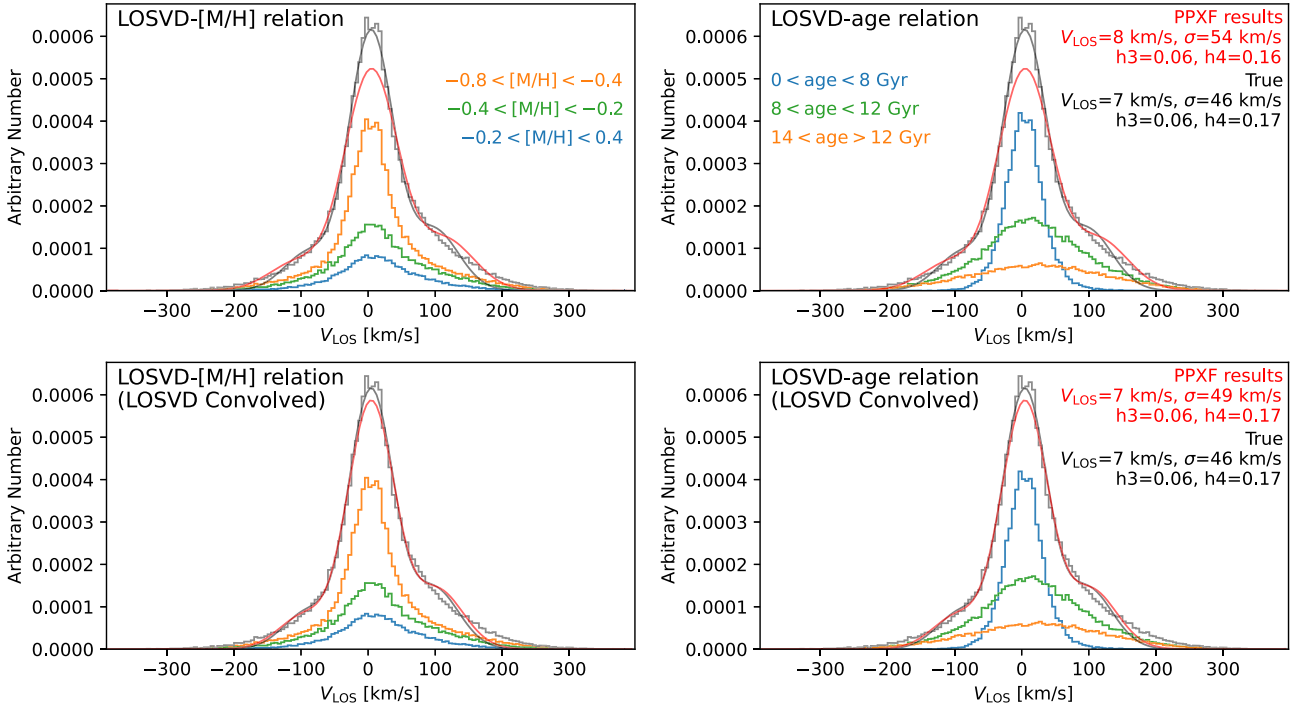 LOSVD-[M/H] relation
−0.8 < [M/H] < −0.4
−0.4 < [M/H] < −0.2
−0.2 < [M/H] < 0.4
Arbitrary Number
0.0006
0.0005
0.0004
0.0003
0.0002
0.0001
0.0000
−300 −200 −100 0 100 200 300
V_LOS [km/s]
LOSVD-age relation
PPXF results
V_LOS=8 km/s, σ=54 km/s
h3=0.06, h4=0.16
True
V_LOS=7 km/s, σ=46 km/s
h3=0.06, h4=0.17
0 < age < 8 Gyr
8 < age < 12 Gyr
14 < age > 12 Gyr
Arbitrary Number
0.0006
0.0005
0.0004
0.0003
0.0002
0.0001
0.0000
−300 −200 −100 0 100 200 300
V_LOS [km/s]
LOSVD-[M/H] relation
(LOSVD Convolved)
Arbitrary Number
0.0006
0.0005
0.0004
0.0003
0.0002
0.0001
0.0000
−300 −200 −100 0 100 200 300
V_LOS [km/s]
LOSVD-age relation
(LOSVD Convolved)
PPXF results
V_LOS=7 km/s, σ=49 km/s
h3=0.06, h4=0.17
True
V_LOS=7 km/s, σ=46 km/s
h3=0.06, h4=0.17
Arbitrary Number
0.0006
0.0005
0.0004
0.0003
0.0002
0.0001
0.0000
−300 −200 −100 0 100 200 300
V_LOS [km/s]